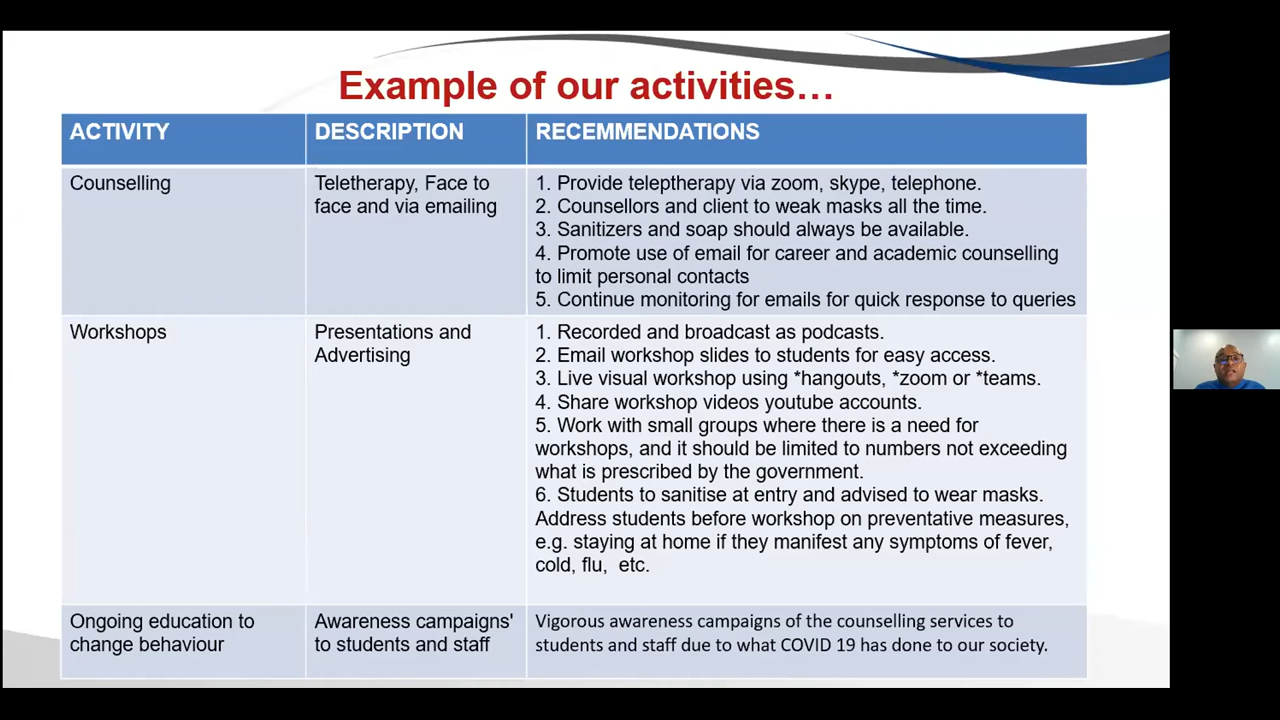 Example of our activities…
ACTIVITY
DESCRIPTION
RECEMMENDATIONS
Counselling
Teletherapy, Face to
face and via emailing
1. Provide teleptherapy via zoom, skype, telephone.
2. Counsellors and client to weak masks all the time.
3. Sanitizers and soap should always be available.
4. Promote use of email for career and academic counselling
to limit personal contacts
5. Continue monitoring for emails for quick response to queries
Workshops
Presentations and
Advertising
1. Recorded and broadcast as podcasts.
2. Email workshop slides to students for easy access.
3. Live visual workshop using *hangouts, *zoom or *teams.
4. Share workshop videos youtube accounts.
5. Work with small groups where there is a need for
workshops, and it should be limited to numbers not exceeding
what is prescribed by the government.
6. Students to sanitise at entry and advised to wear masks.
Address students before workshop on preventative measures,
e.g. staying at home if they manifest any symptoms of fever,
cold, flu, etc.
Ongoing education to
change behaviour
Awareness campaigns'
to students and staff
Vigorous awareness campaigns of the counselling services to
students and staff due to what COVID 19 has done to our society.